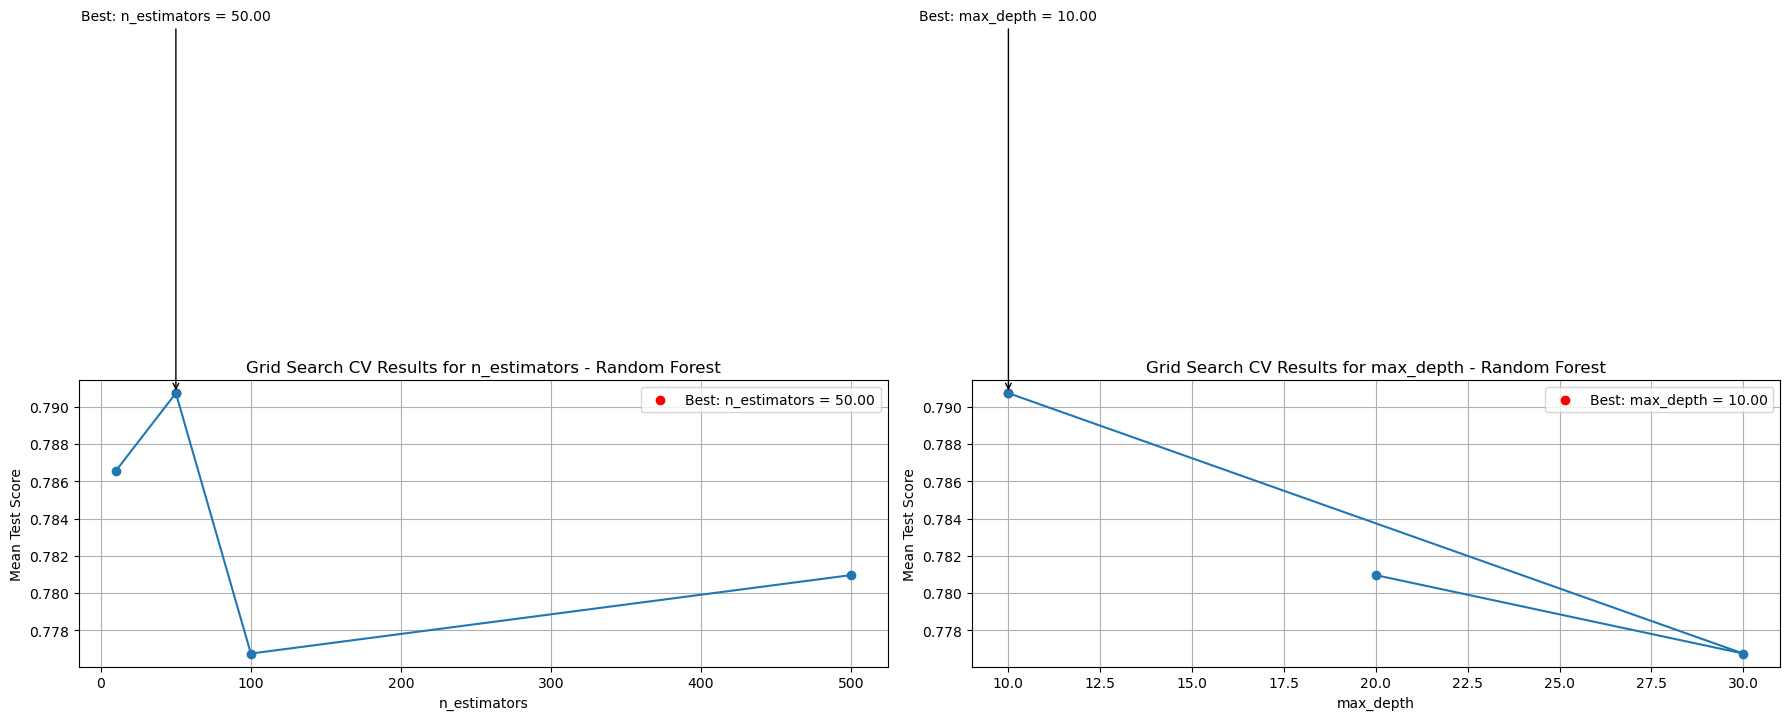 Best: n_estimators = 50.00
Grid Search CV Results for n_estimators - Random Forest
Best: n_estimators = 50.00
Mean Test Score
0.790
0.788
0.786
0.784
0.782
0.780
0.778
0 100 200 300 400 500
n_estimators
Best: max_depth = 10.00
Grid Search CV Results for max_depth - Random Forest
Best: max_depth = 10.00
Mean Test Score
0.790
0.788
0.786
0.784
0.782
0.780
0.778
10.0 12.5 15.0 17.5 20.0 22.5 25.0 27.5 30.0
max_depth